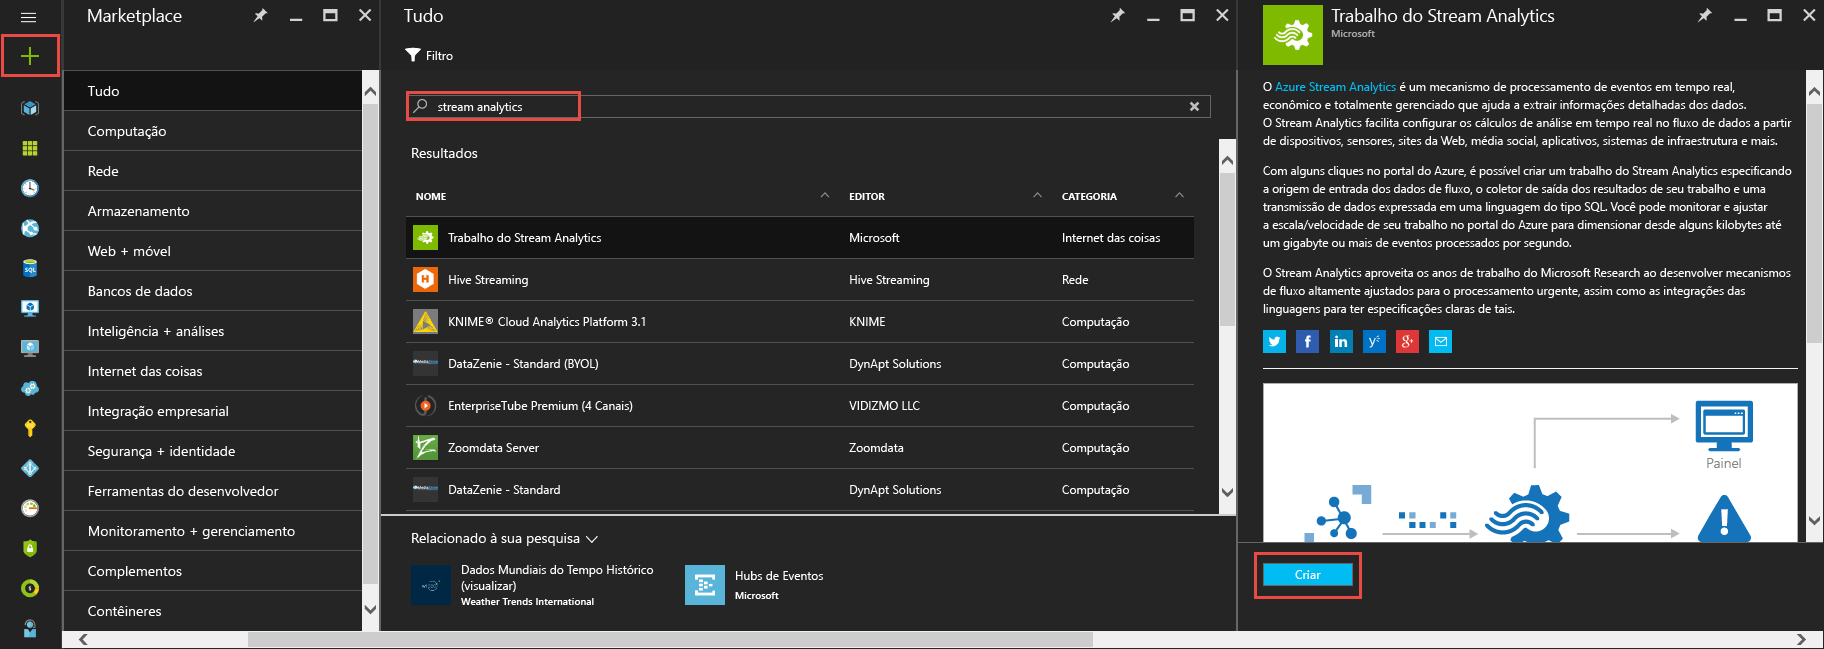 Marketplace
Tudo
Computação
Rede
Armazenamento
Web + móvel
Bancos de dados
Inteligência + análises
Internet das coisas
Integração empresarial
Segurança + identidade
Ferramentas do desenvolvedor
Monitoramento + gerenciamento
Complementos
Contêineres
Tudo
Filtro
stream analytics
Resultados
NOME EDITOR CATEGORIA
Trabalho do Stream Analytics Microsoft Internet das coisas
Hive Streaming Hive Streaming Rede
KNIME® Cloud Analytics Platform 3.1 KNIME Computação
DataZenie - Standard (BYOL) DynApt Solutions Computação
EnterpriseTube Premium (4 Canais) VIDIZMO LLC Computação
Zoomdata Server Zoomdata Computação
DataZenie - Standard DynApt Solutions Computação
Relacionado à sua pesquisa
Dados Mundiais do Tempo Histórico
(visualizar)
Weather Trends International
Hubs de Eventos
Microsoft
Trabalho do Stream Analytics
Microsoft
O Azure Stream Analytics é um mecanismo de processamento de eventos em tempo real,
econômico e totalmente gerenciado que ajuda a extrair informações detalhadas dos dados.
O Stream Analytics facilita configurar os cálculos de análise em tempo real no fluxo de dados a partir
de dispositivos, sensores, sites da Web, média social, aplicativos, sistemas de infraestrutura e mais.
Com alguns cliques no portal do Azure, é possível criar um trabalho do Stream Analytics especificando
a origem de entrada dos dados de fluxo, o coletor de saída dos resultados de seu trabalho e uma
transmissão de dados expressada em uma linguagem do tipo SQL. Você pode monitorar e ajustar
a escala/velocidade de seu trabalho no portal do Azure para dimensionar desde alguns kilobytes até
um gigabyte ou mais de eventos processados por segundo.
O Stream Analytics aproveita os anos de trabalho do Microsoft Research ao desenvolver mecanismos
de fluxo altamente ajustados para o processamento urgente, assim como as integrações das
linguagens para ter especificações claras de tais.
Painel
Criar